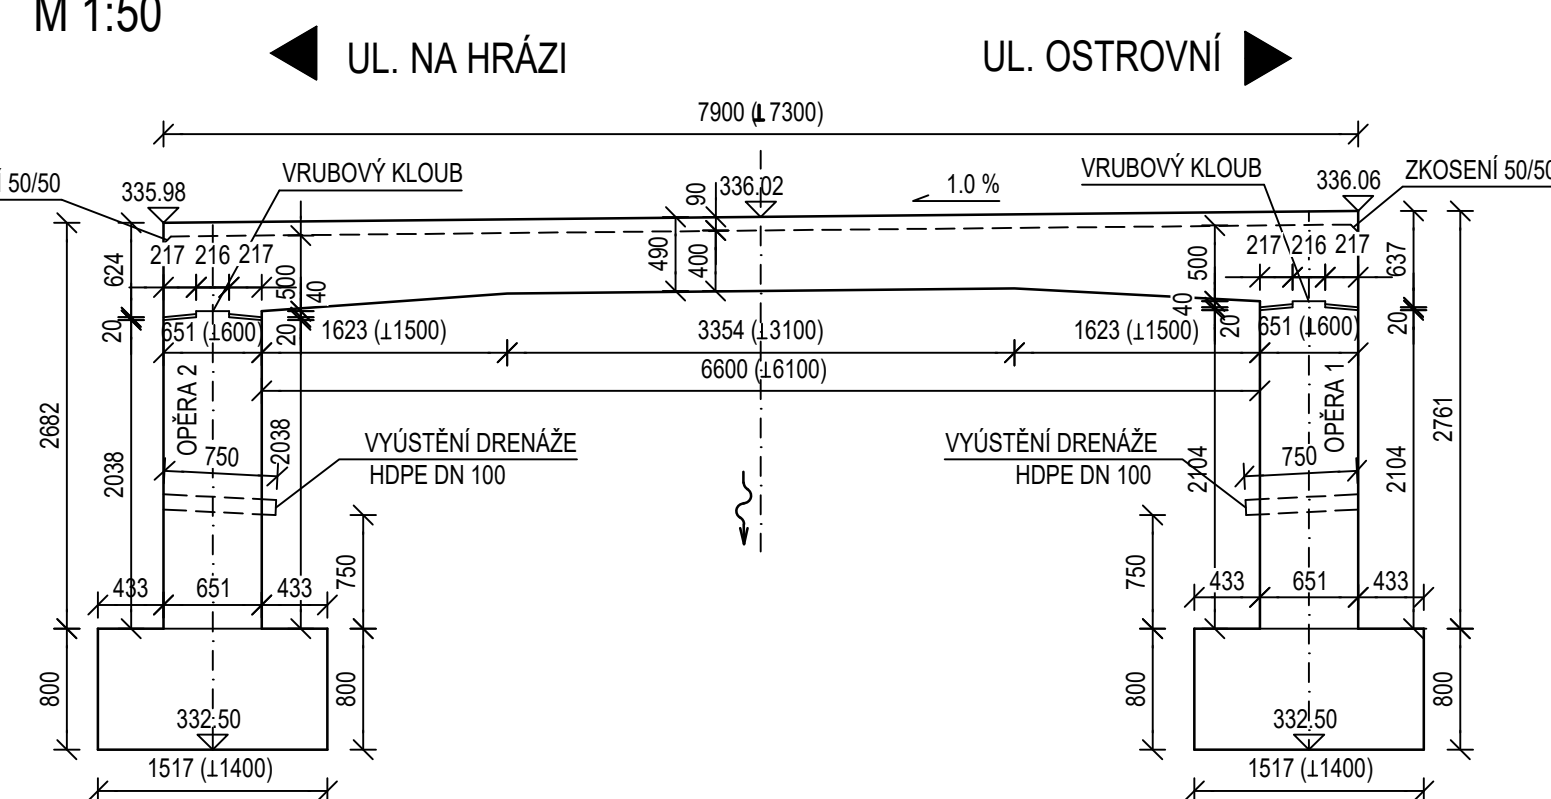 M 1:50
UL. NA HRÁZI
UL. OSTROVNÍ
7900 (⊥7300)
Í 50/50
335.98
VRUBOVÝ KLOUB
90
336.02
1.0 %
VRUBOVÝ KLOUB
336.06
ZKOSENÍ 50/50
217 216 217
624
500
40
490
400
500
217 216 217
637
40
20
651 (⊥600)
20
1623 (⊥1500)
3354 (⊥3100)
1623 (⊥1500)
20
651 (⊥600)
20
6600 (⊥6100)
2682
OPĚRA 2
2038
2038
750
VYÚSTĚNÍ DRENÁŽE
HDPE DN 100
VYÚSTĚNÍ DRENÁŽE
HDPE DN 100
2104
750
OPĚRA 1
2104
2761
433 651 433
750
750
433 651 433
800
332.50
800
800
332.50
800
1517 (⊥1400)
1517 (⊥1400)